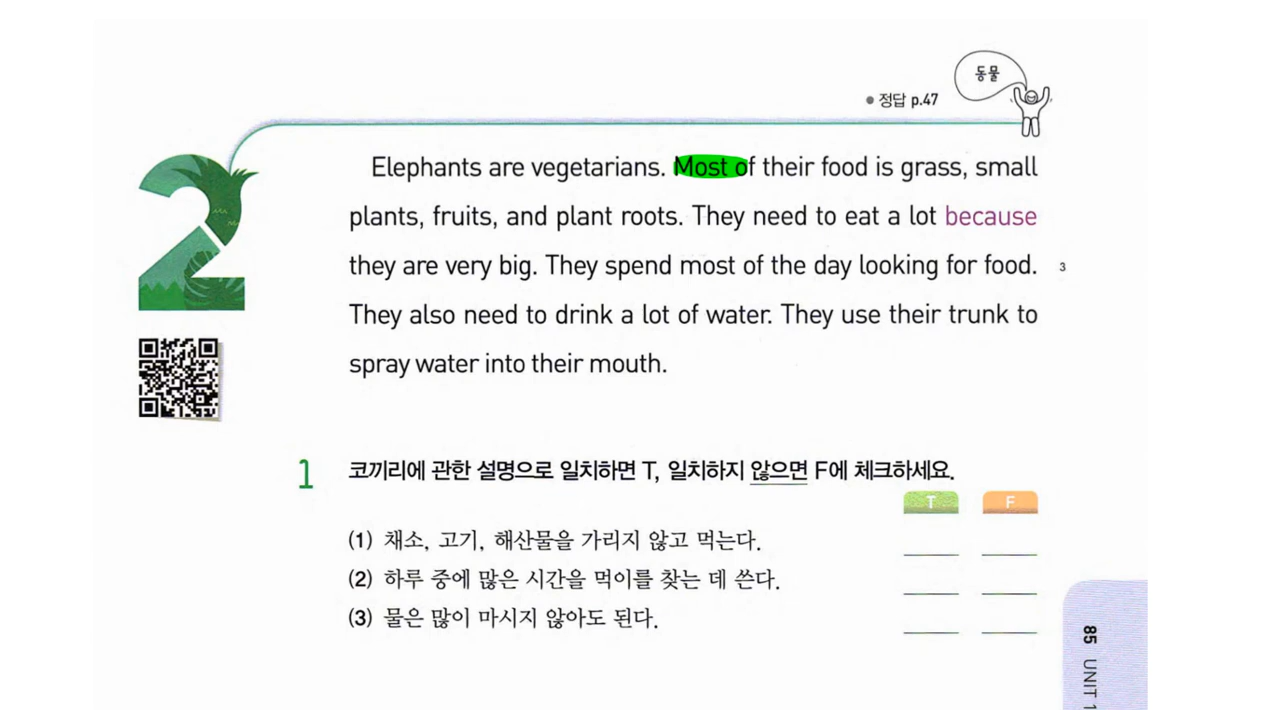 동물
● 정답 p.47
2
Elephants are vegetarians. Most of their food is grass, small
plants, fruits, and plant roots. They need to eat a lot because
they are very big. They spend most of the day looking for food.
3
They also need to drink a lot of water. They use their trunk to
spray water into their mouth.
1 코끼리에 관한 설명으로 일치하면 T, 일치하지 않으면 F에 체크하세요.
T F
(1) 채소, 고기, 해산물을 가리지 않고 먹는다.
(2) 하루 중에 많은 시간을 먹이를 찾는 데 쓴다.
(3) 물은 많이 마시지 않아도 된다.
85 UNIT 1